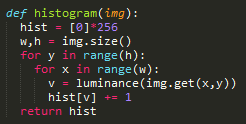 def histogram(img):
    hist = [0]*256
    w,h = img.size()
    for y in range(h):
        for x in range(w):
            v = luminance(img.get(x,y))
            hist[v] += 1
    return hist